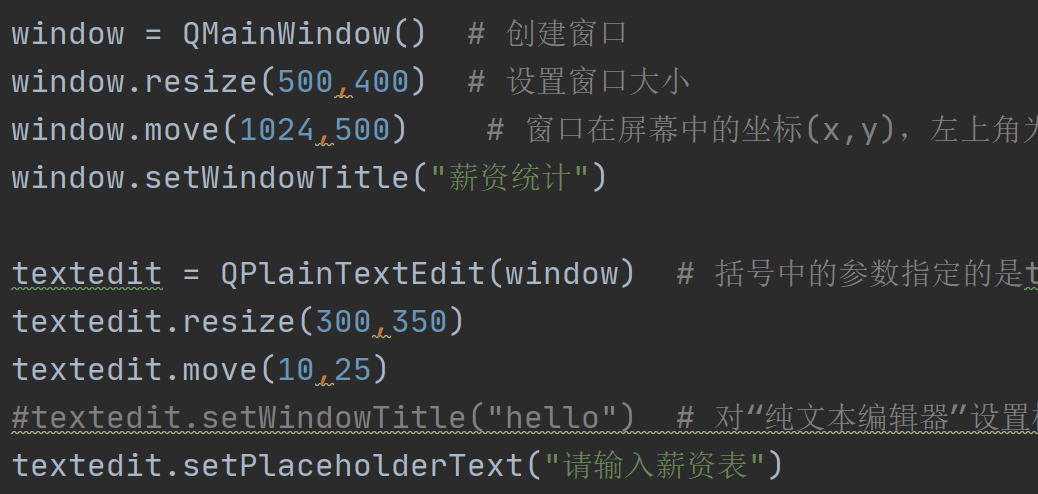 window = QMainWindow()  # 创建窗口
window.resize(500,400)  # 设置窗口大小
window.move(1024,500)    # 窗口在屏幕中的坐标(x,y)，左上角
window.setWindowTitle("薪资统计")
textedit = QPlainTextEdit(window)  # 括号中的参数指定的是t
textedit.resize(300,350)
textedit.move(10,25)
#textedit.setWindowTitle("hello")  # 对“纯文本编辑器”设置
textedit.setPlaceholderText("请输入薪资表")